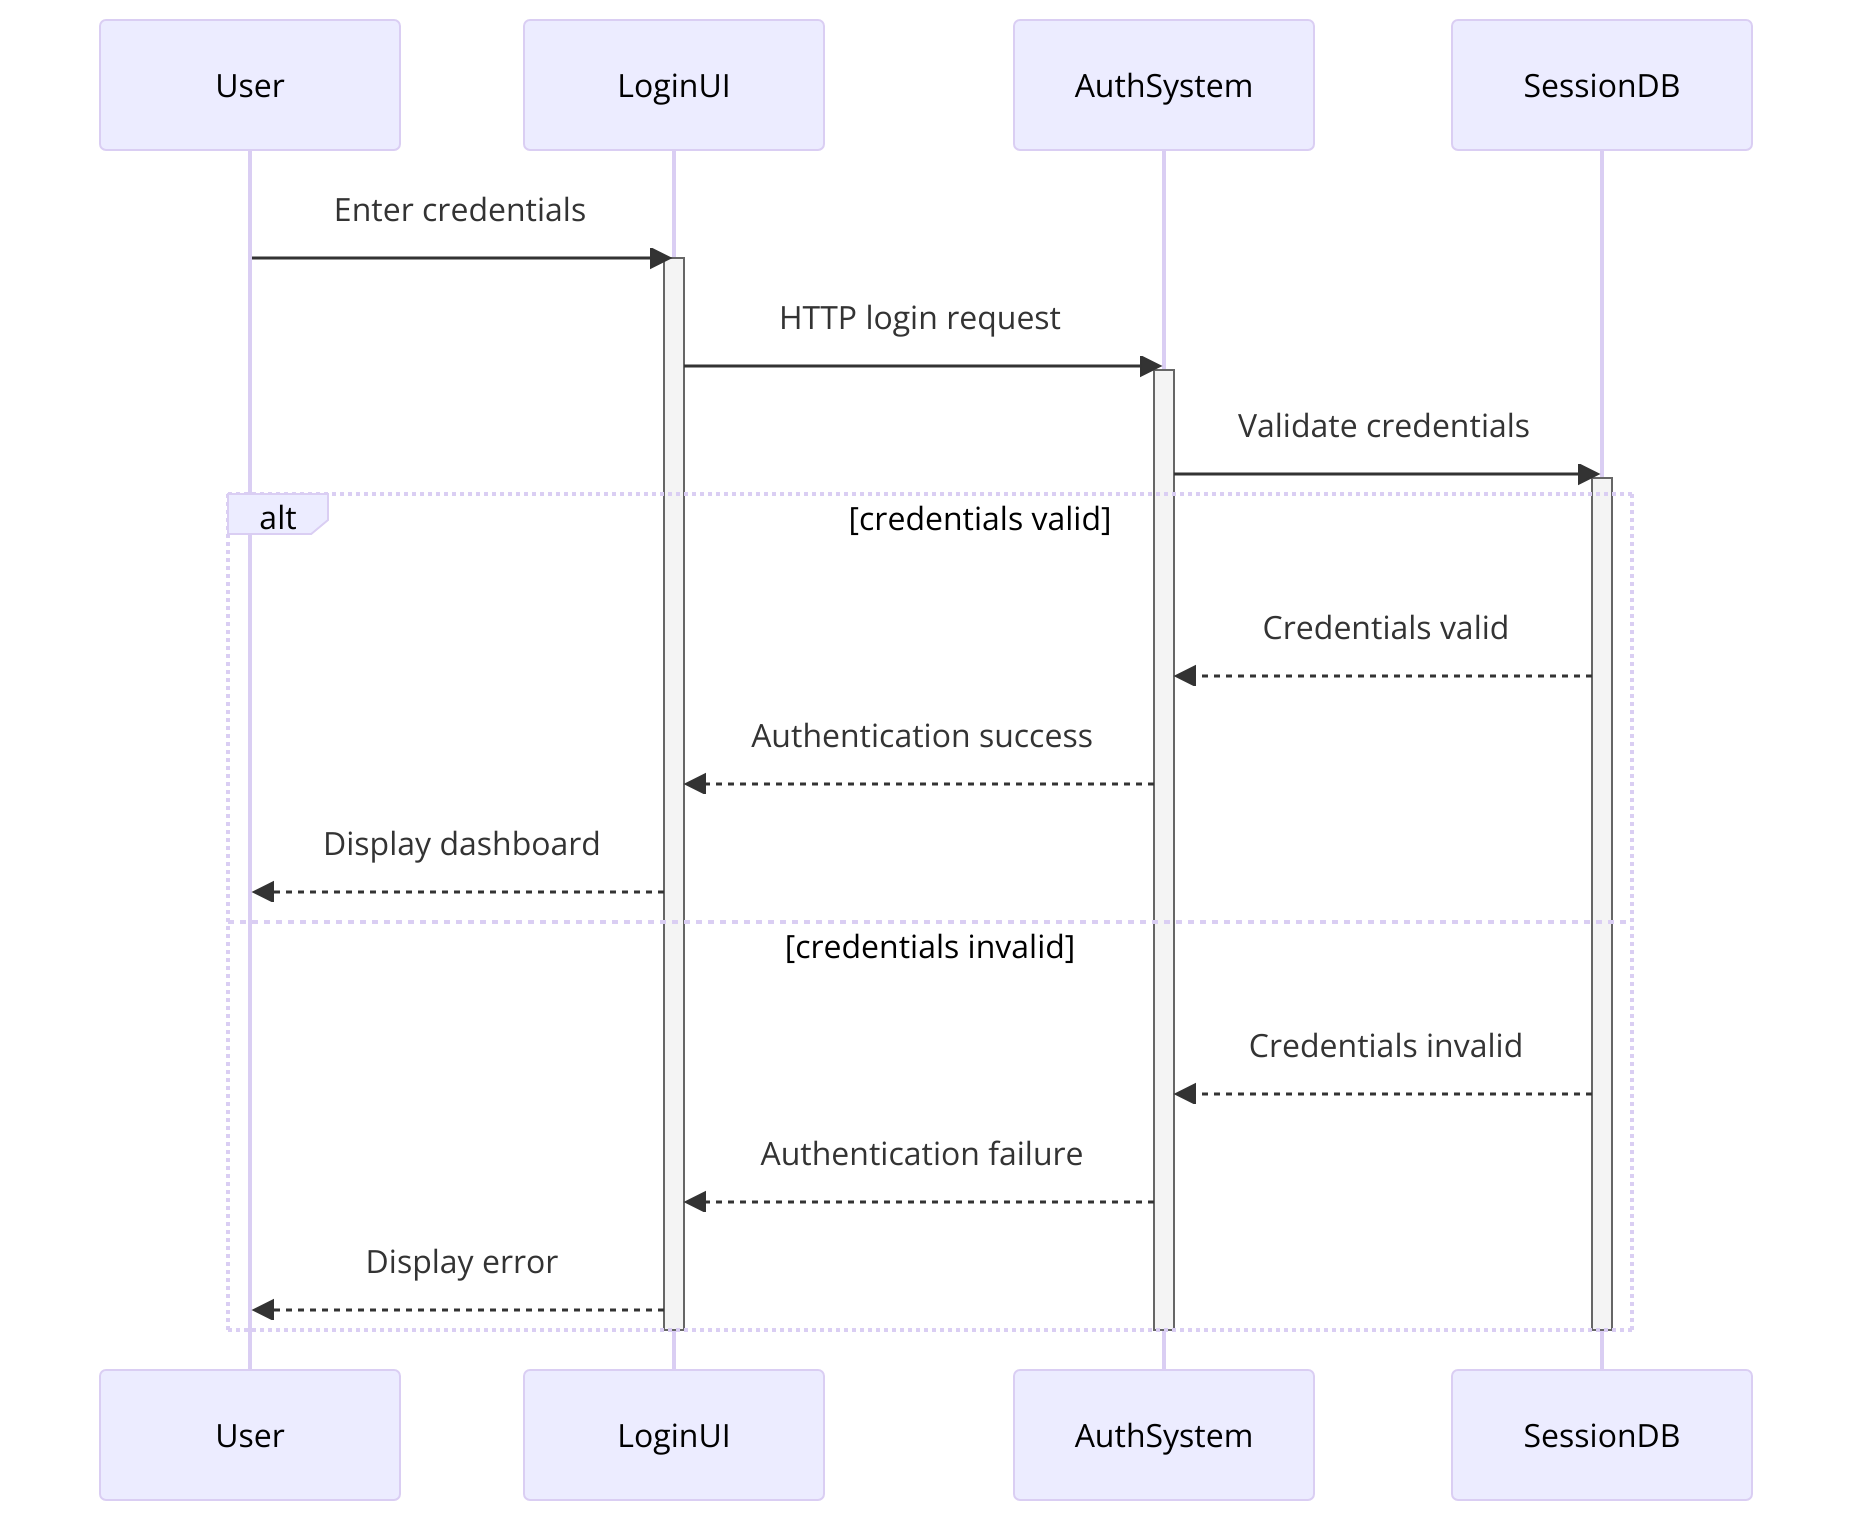 User
LoginUI
AuthSystem
SessionDB
Enter credentials
HTTP login request
Validate credentials
alt
[credentials valid]
Credentials valid
Authentication success
Display dashboard
[credentials invalid]
Credentials invalid
Authentication failure
Display error
User
LoginUI
AuthSystem
SessionDB